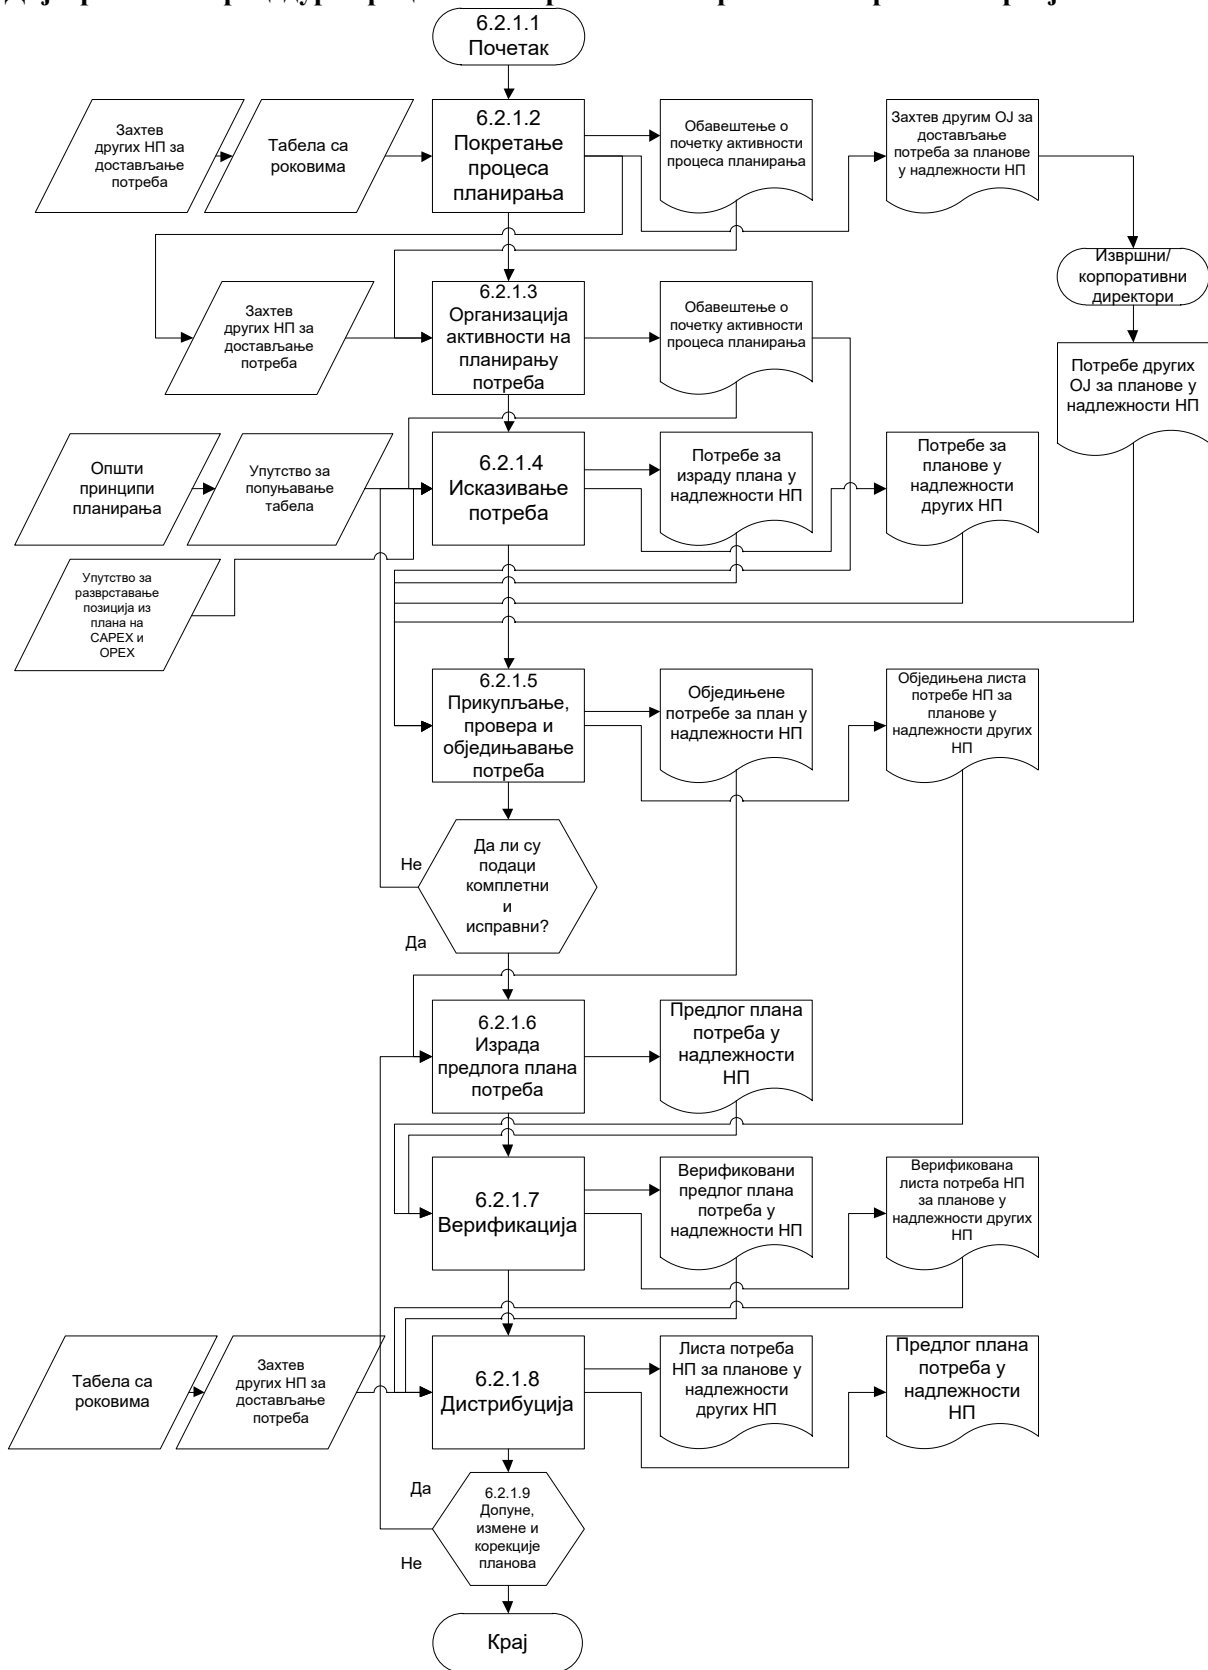 6.2.1.1
Почетак
Захтев
других НП за
достављање
потреба
Табела са
роковима
6.2.1.2
Покретање
процеса
планирања
Обавештење о
почетку активности
процеса планирања
Захтев другим ОЈ за
достављање
потреба за планове
у надлежности НП
Извршни/
корпоративни
директори
Захтев
других НП за
достављање
потреба
6.2.1.3
Организација
активности на
планирању
потреба
Обавештење о
почетку активности
процеса планирања
Потребе других
ОЈ за планове у
надлежности НП
Општи
принципи
планирања
Упутство за
попуњавање
табела
6.2.1.4
Исказивање
потреба
Потребе за
израду плана у
надлежности НП
Потребе за
планове у
надлежности
других НП
Упутство за
разврставање
позиција из
плана на
CAPEX и
OPEX
6.2.1.5
Прикупљање,
провера и
обједињавање
потреба
Обједињене
потребе за план у
надлежности НП
Обједињена листа
потребе НП за
планове у
надлежности других
НП
Не
Да ли су
подаци
комплетни
и
исправни?
Да
6.2.1.6
Израда
предлога плана
потреба
Предлог плана
потреба у
надлежности
НП
6.2.1.7
Верификација
Верификовани
предлог плана
потреба у
надлежности НП
Верификована
листа потреба НП
за планове у
надлежности других
НП
Табела са
роковима
Захтев
других НП за
достављање
потреба
6.2.1.8
Дистрибуција
Листа потреба
НП за планове у
надлежности
других НП
Предлог плана
потреба у
надлежности
НП
Да
6.2.1.9
Допуне,
измене и
корекције
планова
Не
Крај